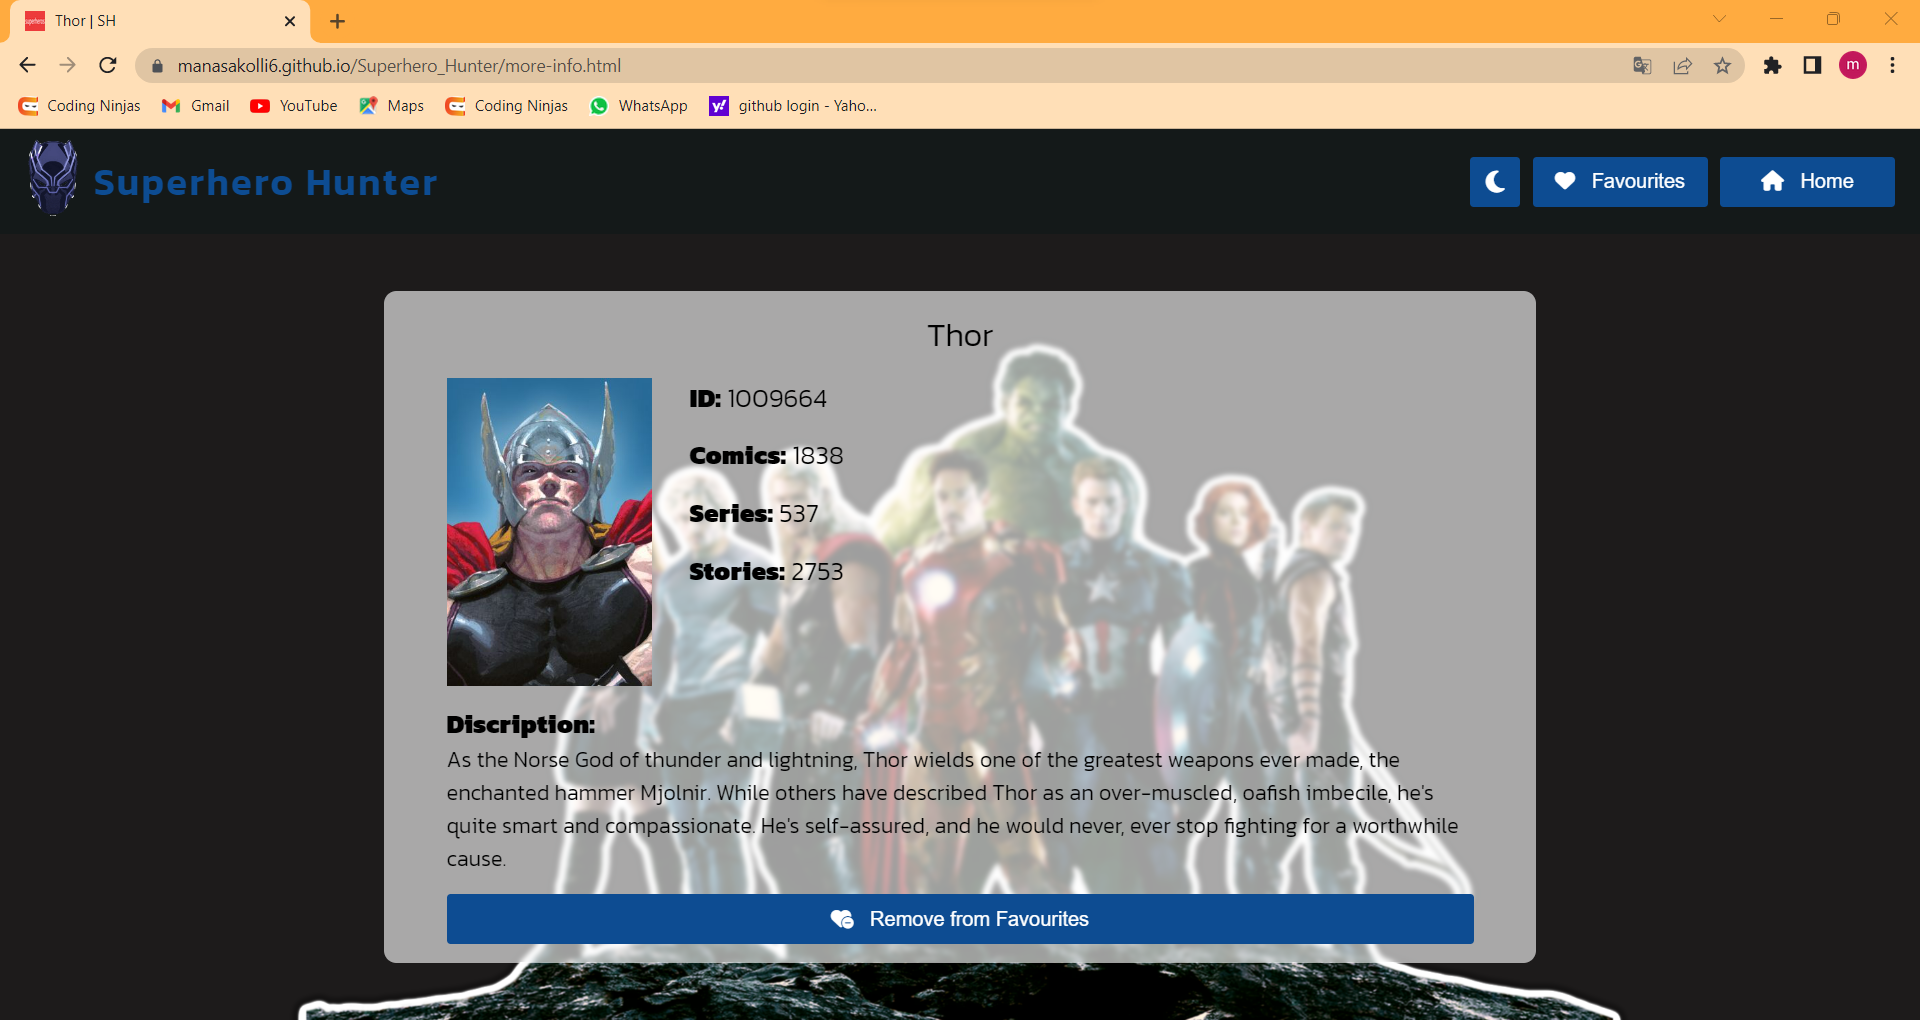 Thor | SH
manasakolli6.github.io/Superhero_Hunter/more-info.html
m
Coding Ninjas
Gmail
YouTube
Maps
Coding Ninjas
WhatsApp
github login - Yaho...
Superhero Hunter
Favourites
Home
Thor
ID: 1009664
Comics: 1838
Series: 537
Stories: 2753
Discription:
As the Norse God of thunder and lightning, Thor wields one of the greatest weapons ever made, the
enchanted hammer Mjolnir. While others have described Thor as an over-muscled, oafish imbecile, he's
quite smart and compassionate. He's self-assured, and he would never, ever stop fighting for a worthwhile
cause.
Remove from Favourites